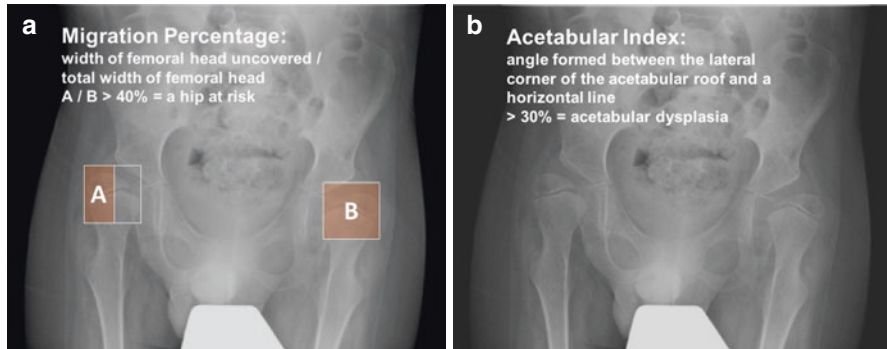 a
Migration Percentage:
width of femoral head uncovered /
total width of femoral head
A / B > 40% = a hip at risk
A
B
b
Acetabular Index:
angle formed between the lateral
corner of the acetabular roof and a
horizontal line
> 30% = acetabular dysplasia